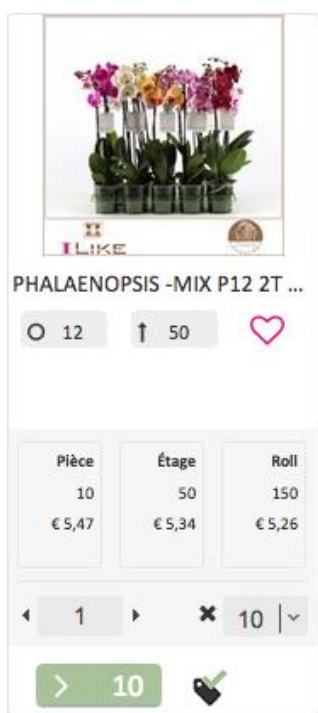 ILIKE
PHALAENOPSIS -MIX P12 2T ...
12 50
Pièce Étage Roll
10 50 150
€ 5,47 € 5,34 € 5,26
1 10
10